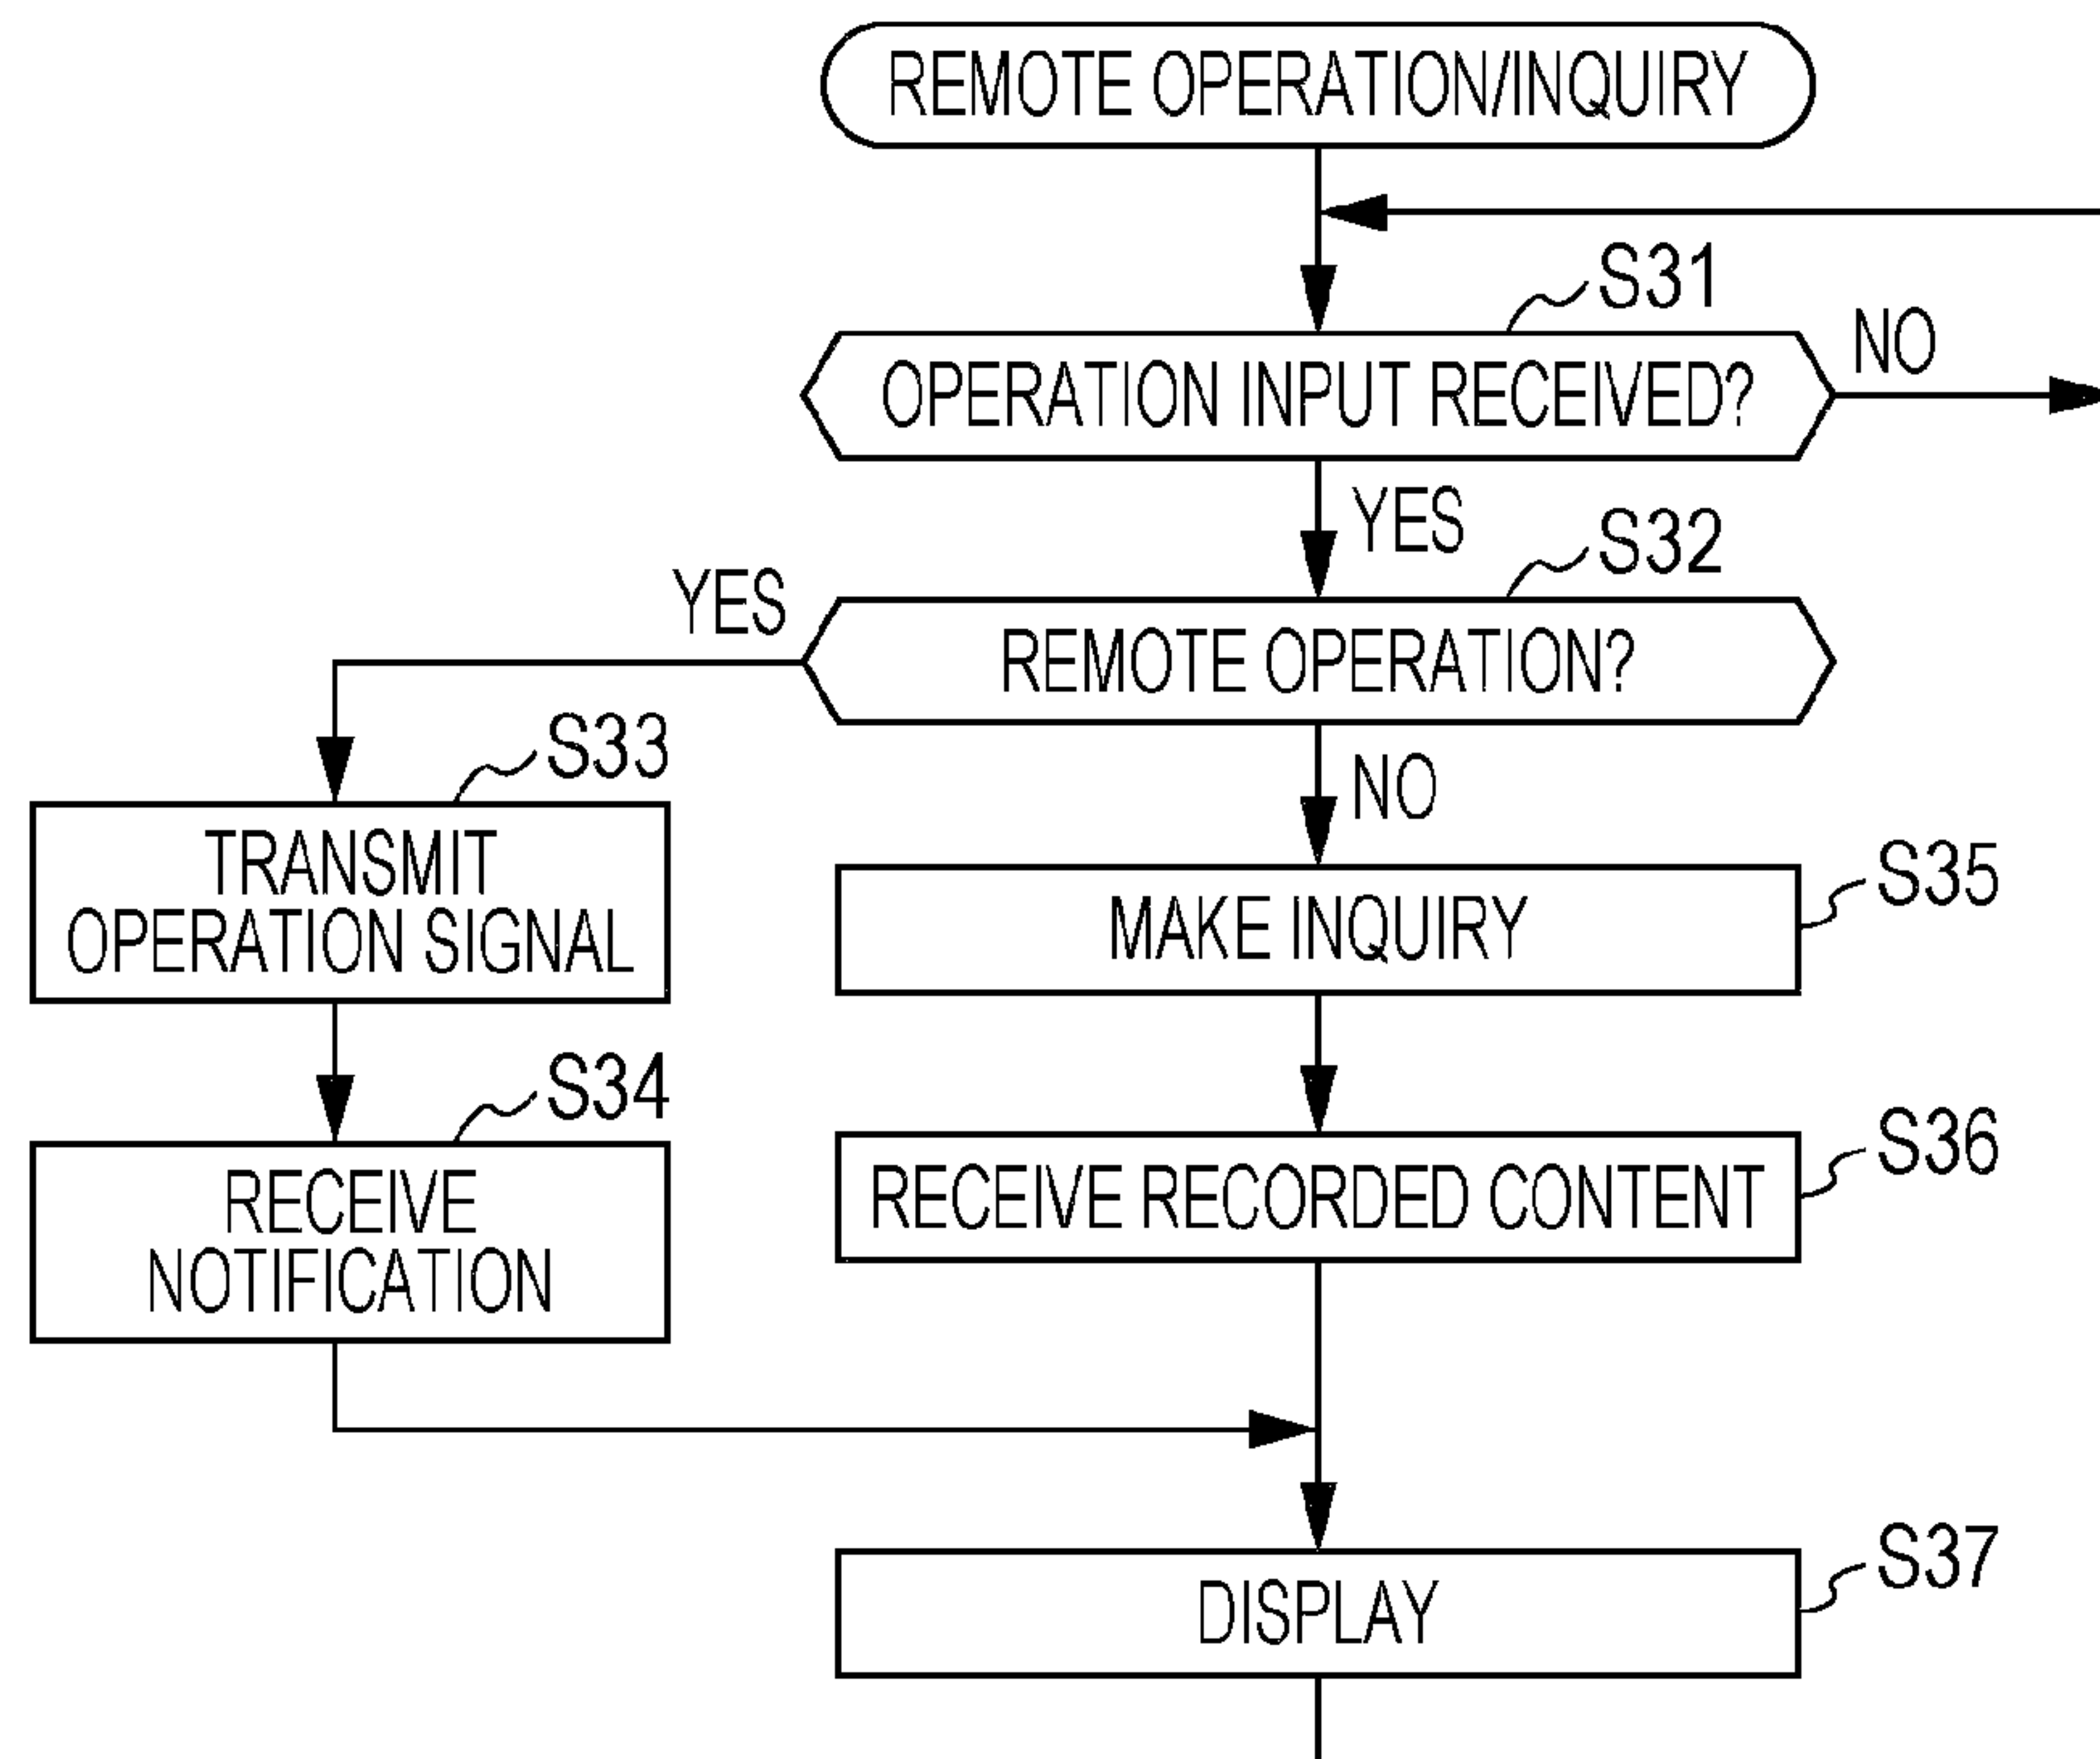 REMOTE OPERATION/INQUIRY
S31
OPERATION INPUT RECEIVED?
NO
YES
S32
YES
REMOTE OPERATION?
S33
NO
TRANSMIT
OPERATION SIGNAL
S35
MAKE INQUIRY
S34
RECEIVE
NOTIFICATION
S36
RECEIVE RECORDED CONTENT
S37
DISPLAY